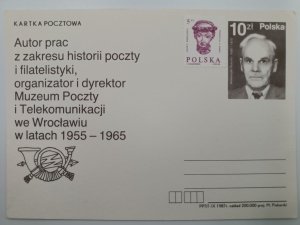 KARTKA POCZTOWA
Autor prac
z zakresu historii poczty
i filatelistyki,
organizator i dyrektor
Muzeum Poczty
i Telekomunikacji
we Wrocławiu
w latach 1955 – 1965
POLSKA
10 zł Polska